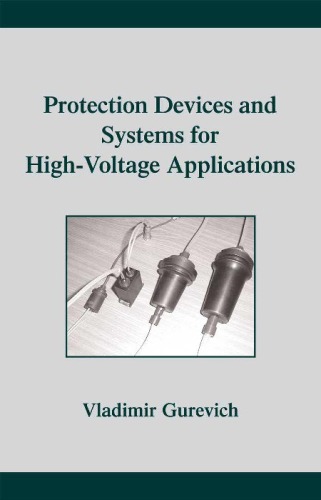 Protection Devices and
Systems for
High-Voltage Applications
Vladimir Gurevich